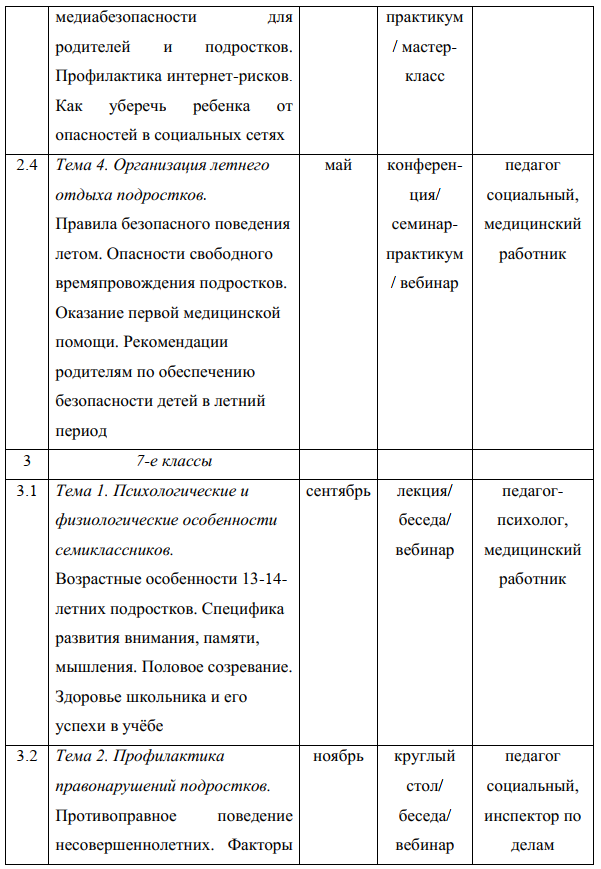 медиабезопасности для
родителей и подростков.
Профилактика интернет-рисков.
Как уберечь ребенка от
опасностей в социальных сетях
практикум
/ мастер-
класс
2.4
Тема 4. Организация летнего
отдыха подростков.
Правила безопасного поведения
летом. Опасности свободного
времяпровождения подростков.
Оказание первой медицинской
помощи. Рекомендации
родителям по обеспечению
безопасности детей в летний
период
май
конферен-
ция/
семинар-
практикум
/ вебинар
педагог
социальный,
медицинский
работник
3
7-е классы
3.1
Тема 1. Психологические и
физиологические особенности
семиклассников.
Возрастные особенности 13-14-
летних подростков. Специфика
развития внимания, памяти,
мышления. Половое созревание.
Здоровье школьника и его
успехи в учёбе
сентябрь
лекция/
беседа/
вебинар
педагог-
психолог,
медицинский
работник
3.2
Тема 2. Профилактика
правонарушений подростков.
Противоправное поведение
несовершеннолетних. Факторы
ноябрь
круглый
стол/
беседа/
вебинар
педагог
социальный,
инспектор по
делам